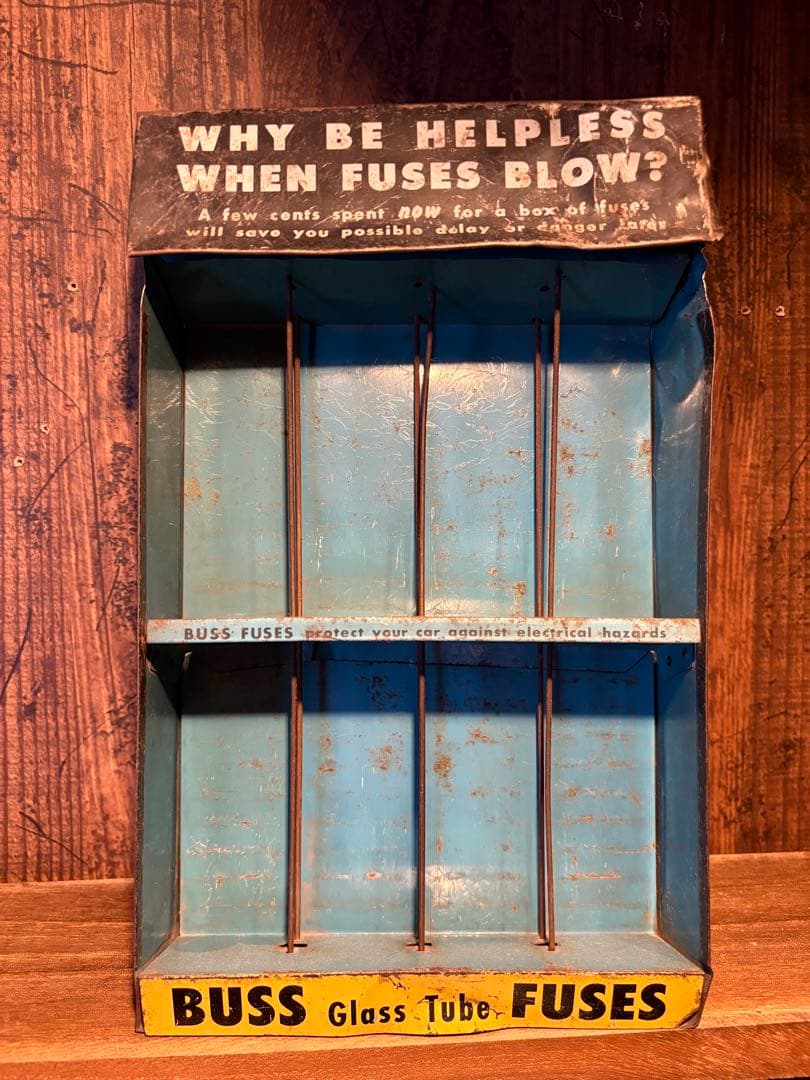 WHY BE HELPLESS
WHEN FUSES BLOW?
A few cents spent now for a box of fuses
will save you possible delay or danger later
BUSS FUSES protect your car against electrical hazards
BUSS Glass Tube FUSES